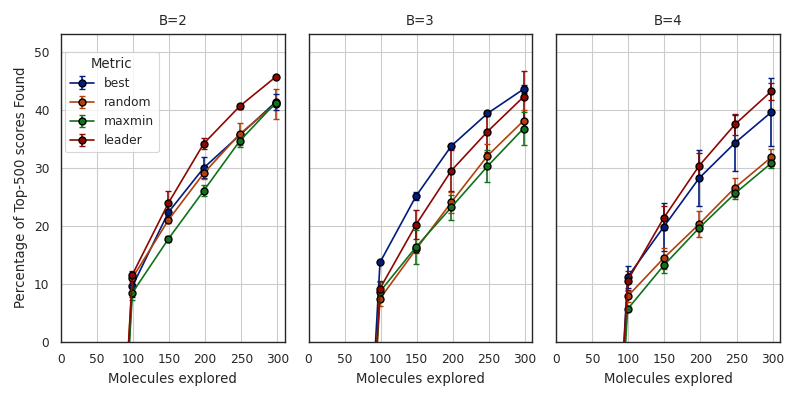 B=2
B=3
B=4
Percentage of Top-500 scores Found
50
40
30
20
10
0
Metric
best
random
maxmin
leader
0 50 100 150 200 250 300
0 50 100 150 200 250 300
0 50 100 150 200 250 300
Molecules explored
Molecules explored
Molecules explored